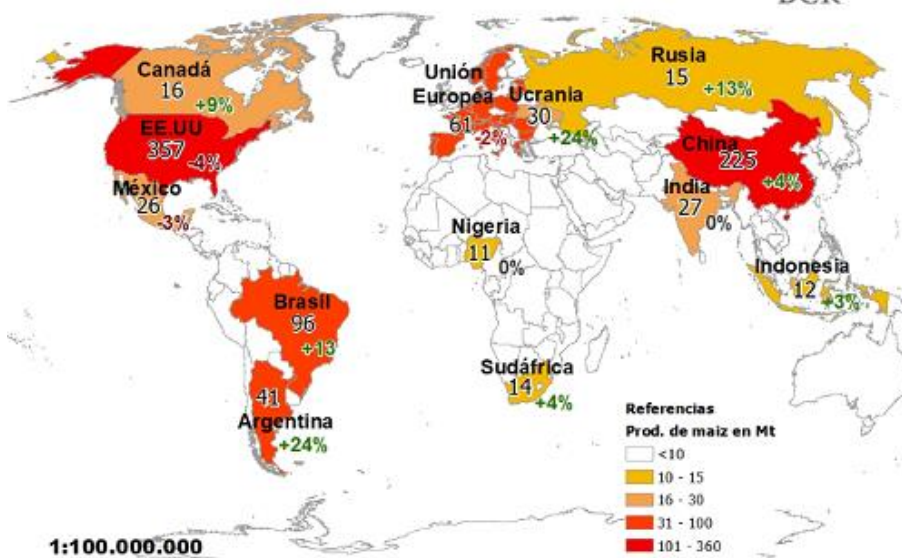 Canadá
16
+9%
EE.UU
357
-4%
México
26
-3%
Brasíl
96
+13
41
Argentina
+24%
Unión
Europea
61
-2%
Ucrania
30
+24%
Rusia
15
+13%
China
225
+4%
India
27
0%
Nigeria
11
0%
Indonesia
12
+3%
Sudáfrica
14
+4%
Referencias
Prod. de maiz en Mt
<10
10 - 15
16 - 30
31 - 100
101 - 360
1:100.000.000